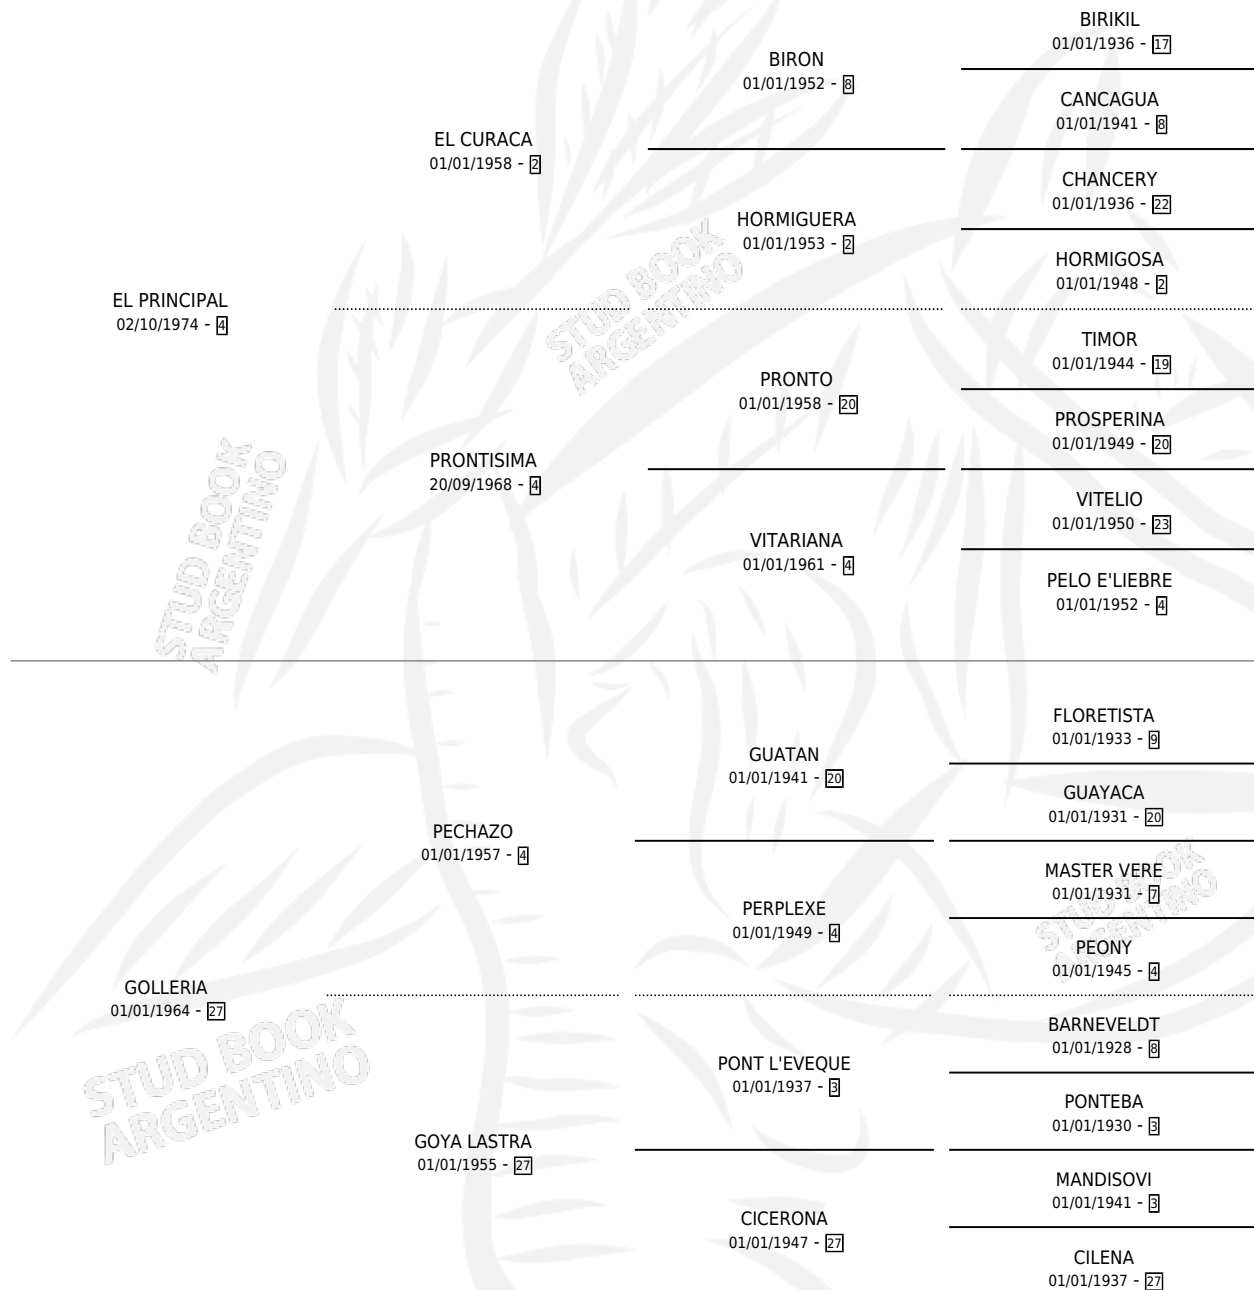 BIRIKIL
01/01/1936 - 17
BIRON
01/01/1952 - 8
CANCAGUA
01/01/1941 - 8
EL CURACA
01/01/1958 - 2
CHANCERY
01/01/1936 - 22
HORMIGUERA
01/01/1953 - 2
HORMIGOSA
01/01/1948 - 2
EL PRINCIPAL
02/10/1974 - 4
TIMOR
01/01/1944 - 19
PRONTO
01/01/1958 - 20
PROSPERINA
01/01/1949 - 20
PRONTISIMA
20/09/1968 - 4
VITELIO
01/01/1950 - 23
VITARIANA
01/01/1961 - 4
PELO E'LIEBRE
01/01/1952 - 4
FLORETISTA
01/01/1933 - 9
GUATAN
01/01/1941 - 20
GUAYACA
01/01/1931 - 20
PECHAZO
01/01/1957 - 4
MASTER VERE
01/01/1931 - 7
PERPLEXE
01/01/1949 - 4
PEONY
01/01/1945 - 4
GOLLERIA
01/01/1964 - 27
BARNEVELDT
01/01/1928 - 8
PONT L'EVEQUE
01/01/1937 - 3
PONTEBA
01/01/1930 - 3
GOYA LASTRA
01/01/1955 - 27
MANDISOVI
01/01/1941 - 3
CICERONA
01/01/1947 - 27
CILENA
01/01/1937 - 27
STUD BOOK
ARGENTINO
STUD BOOK
ARGENTINO
STUD BOOK
ARGENTINO
STUD BOOK
ARGENTINO